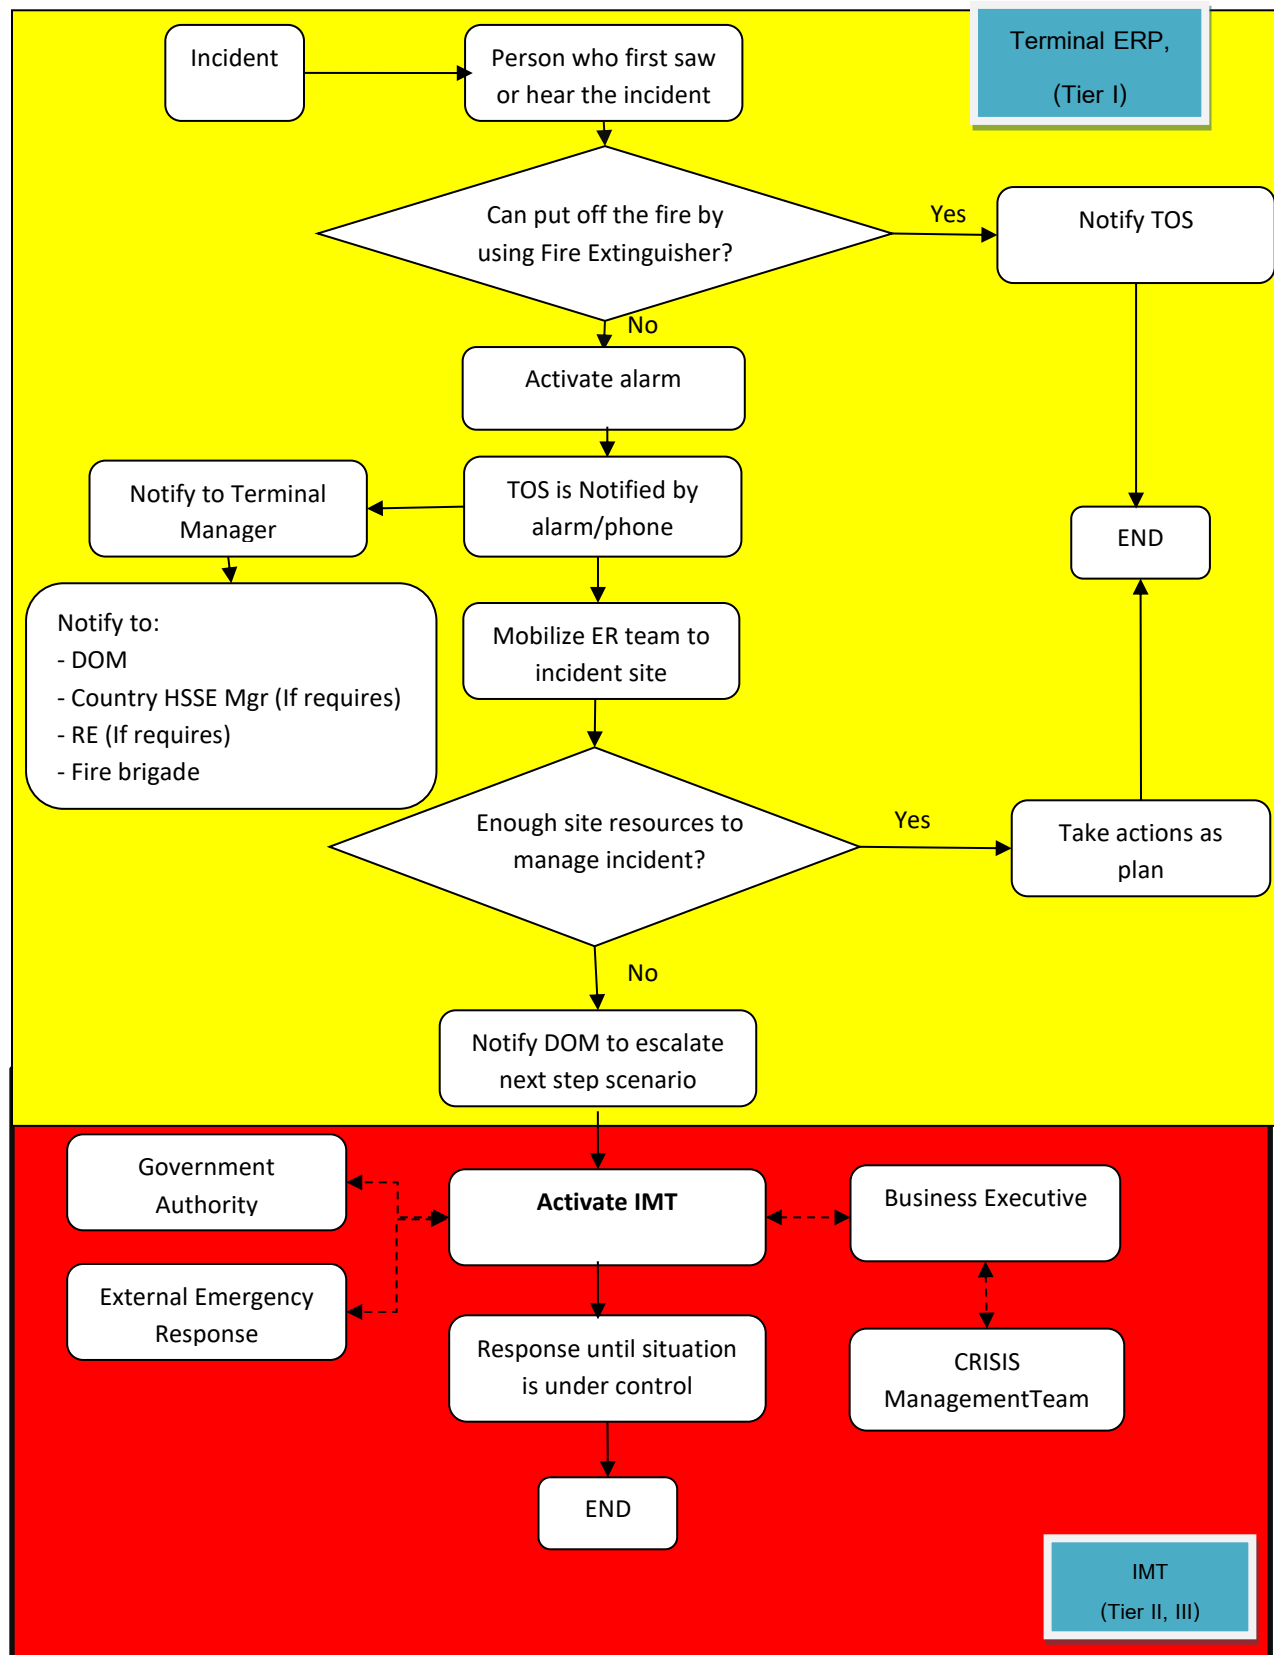 Incident
Person who first saw
or hear the incident
Terminal ERP,
(Tier I)
Can put off the fire by
using Fire Extinguisher?
Yes
Notify TOS
No
Activate alarm
Notify to Terminal
Manager
TOS is Notified by
alarm/phone
END
Notify to:
- DOM
- Country HSSE Mgr (If requires)
- RE (If requires)
- Fire brigade
Mobilize ER team to
incident site
Enough site resources to
manage incident?
Yes
Take actions as
plan
No
Notify DOM to escalate
next step scenario
Government
Authority
Activate IMT
Business Executive
External Emergency
Response
Response until situation
is under control
CRISIS
ManagementTeam
END
IMT
(Tier II, III)